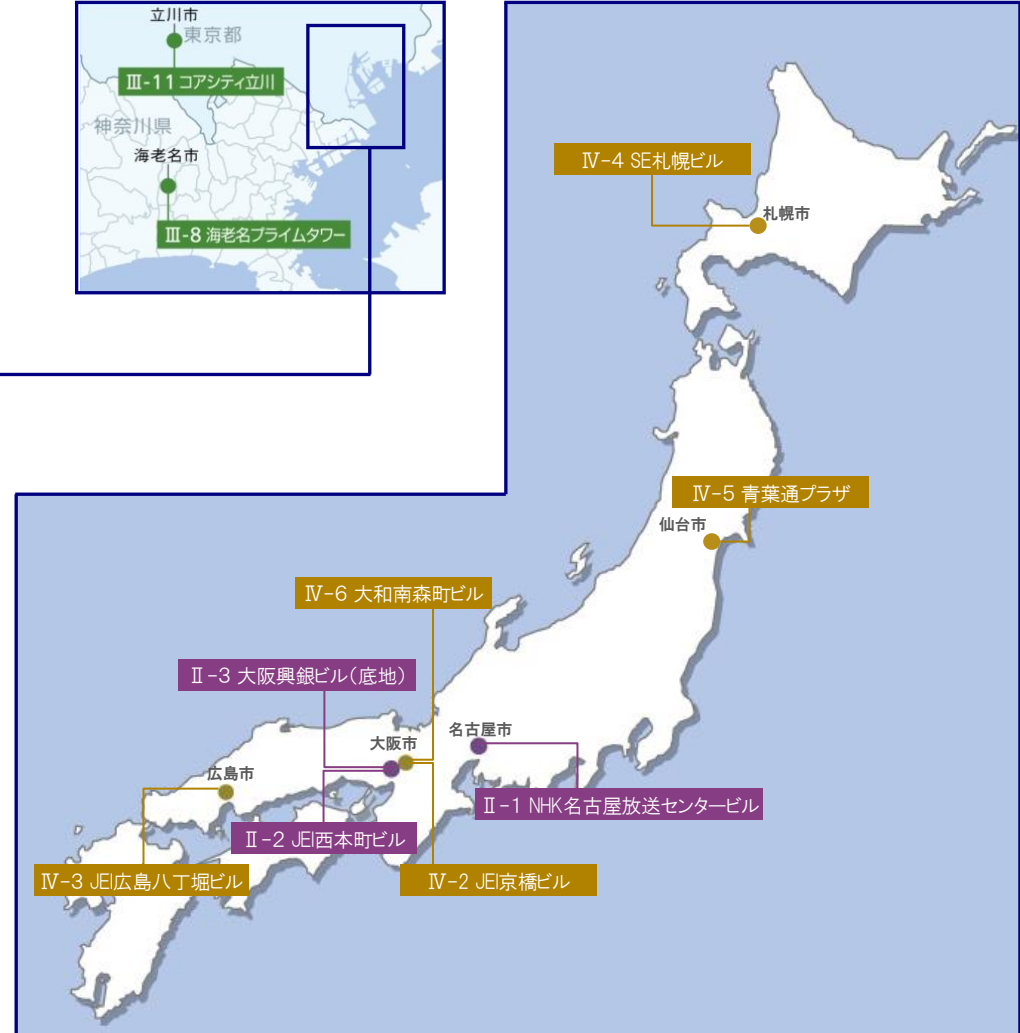 立川市
東京都
Ⅲ-11 コアシティ立川
神奈川県
海老名市
Ⅲ-8 海老名プライムタワー
Ⅳ-4 SE札幌ビル
札幌市
Ⅳ-5 青葉通プラザ
仙台市
Ⅳ-6 大和南森町ビル
Ⅱ-3 大阪興銀ビル(底地)
名古屋市
大阪市
広島市
Ⅱ-1 NHK名古屋放送センタービル
Ⅱ-2 JEI西本町ビル
Ⅳ-3 JEI広島八丁堀ビル
Ⅳ-2 JEI京橋ビル